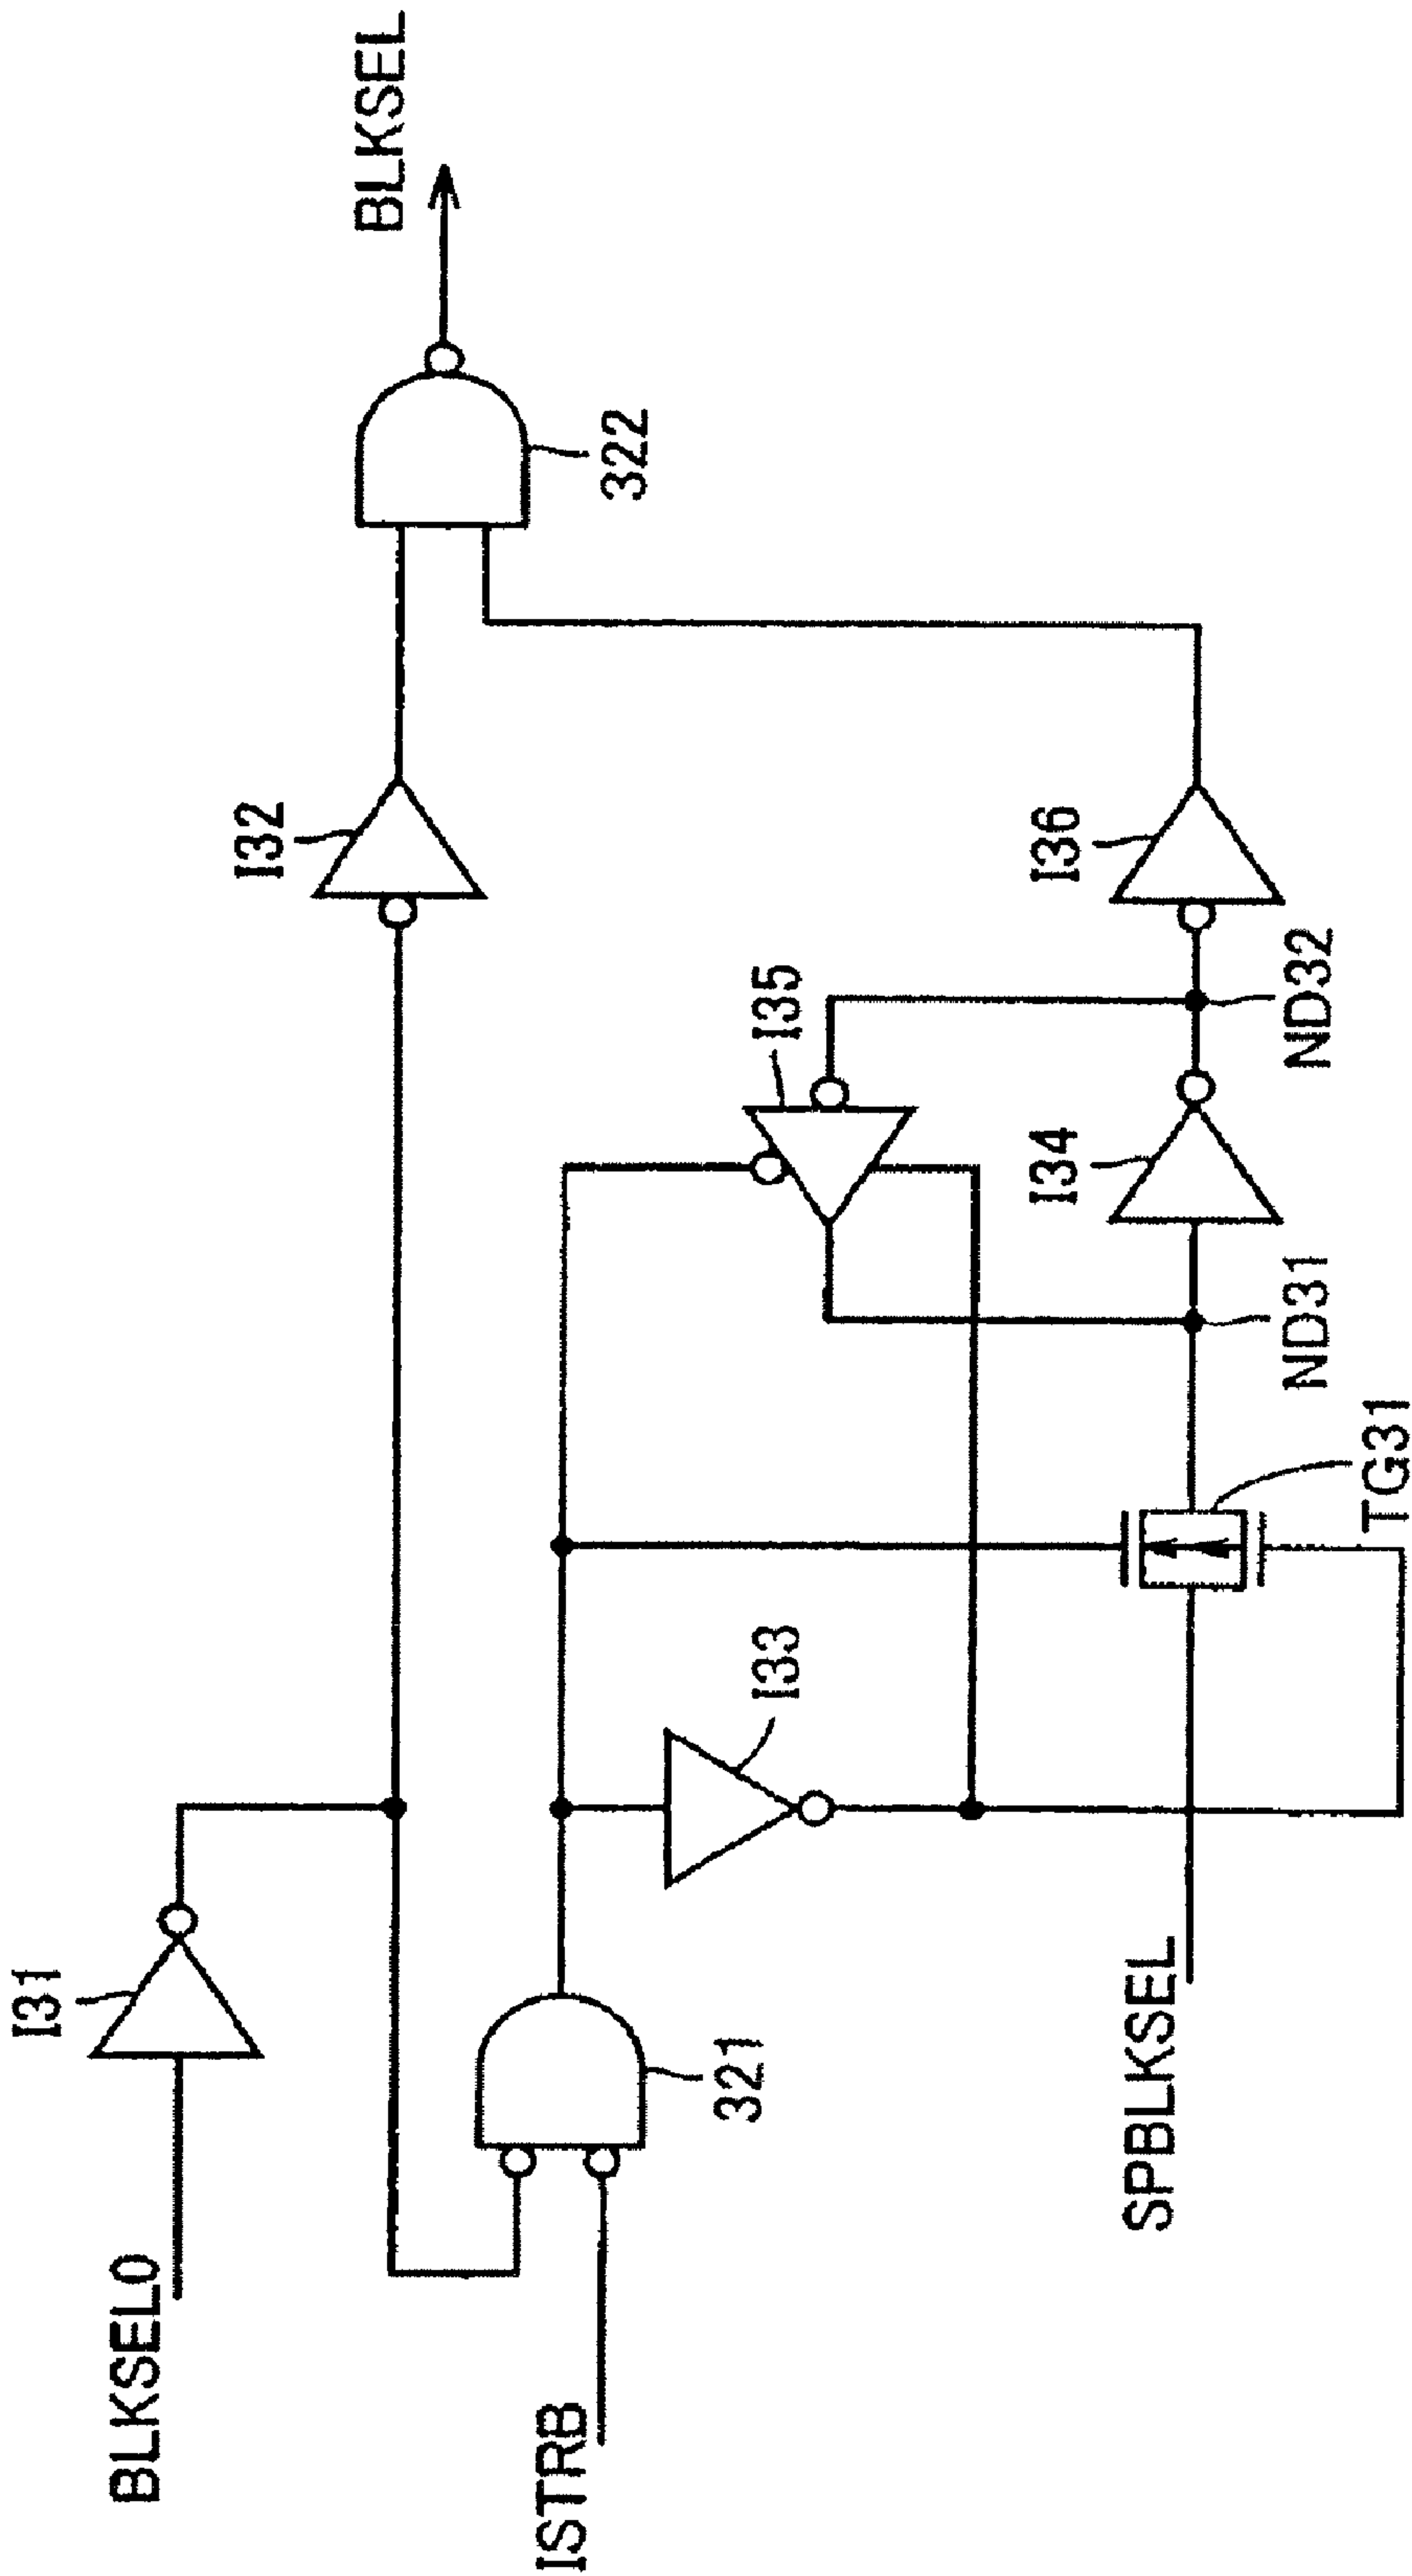 BLKSEL0
I31
I32
BLKSEL
322
ISTRB
321
I33
I35
SPBLKSEL
TG31
ND31
I34
ND32
I36